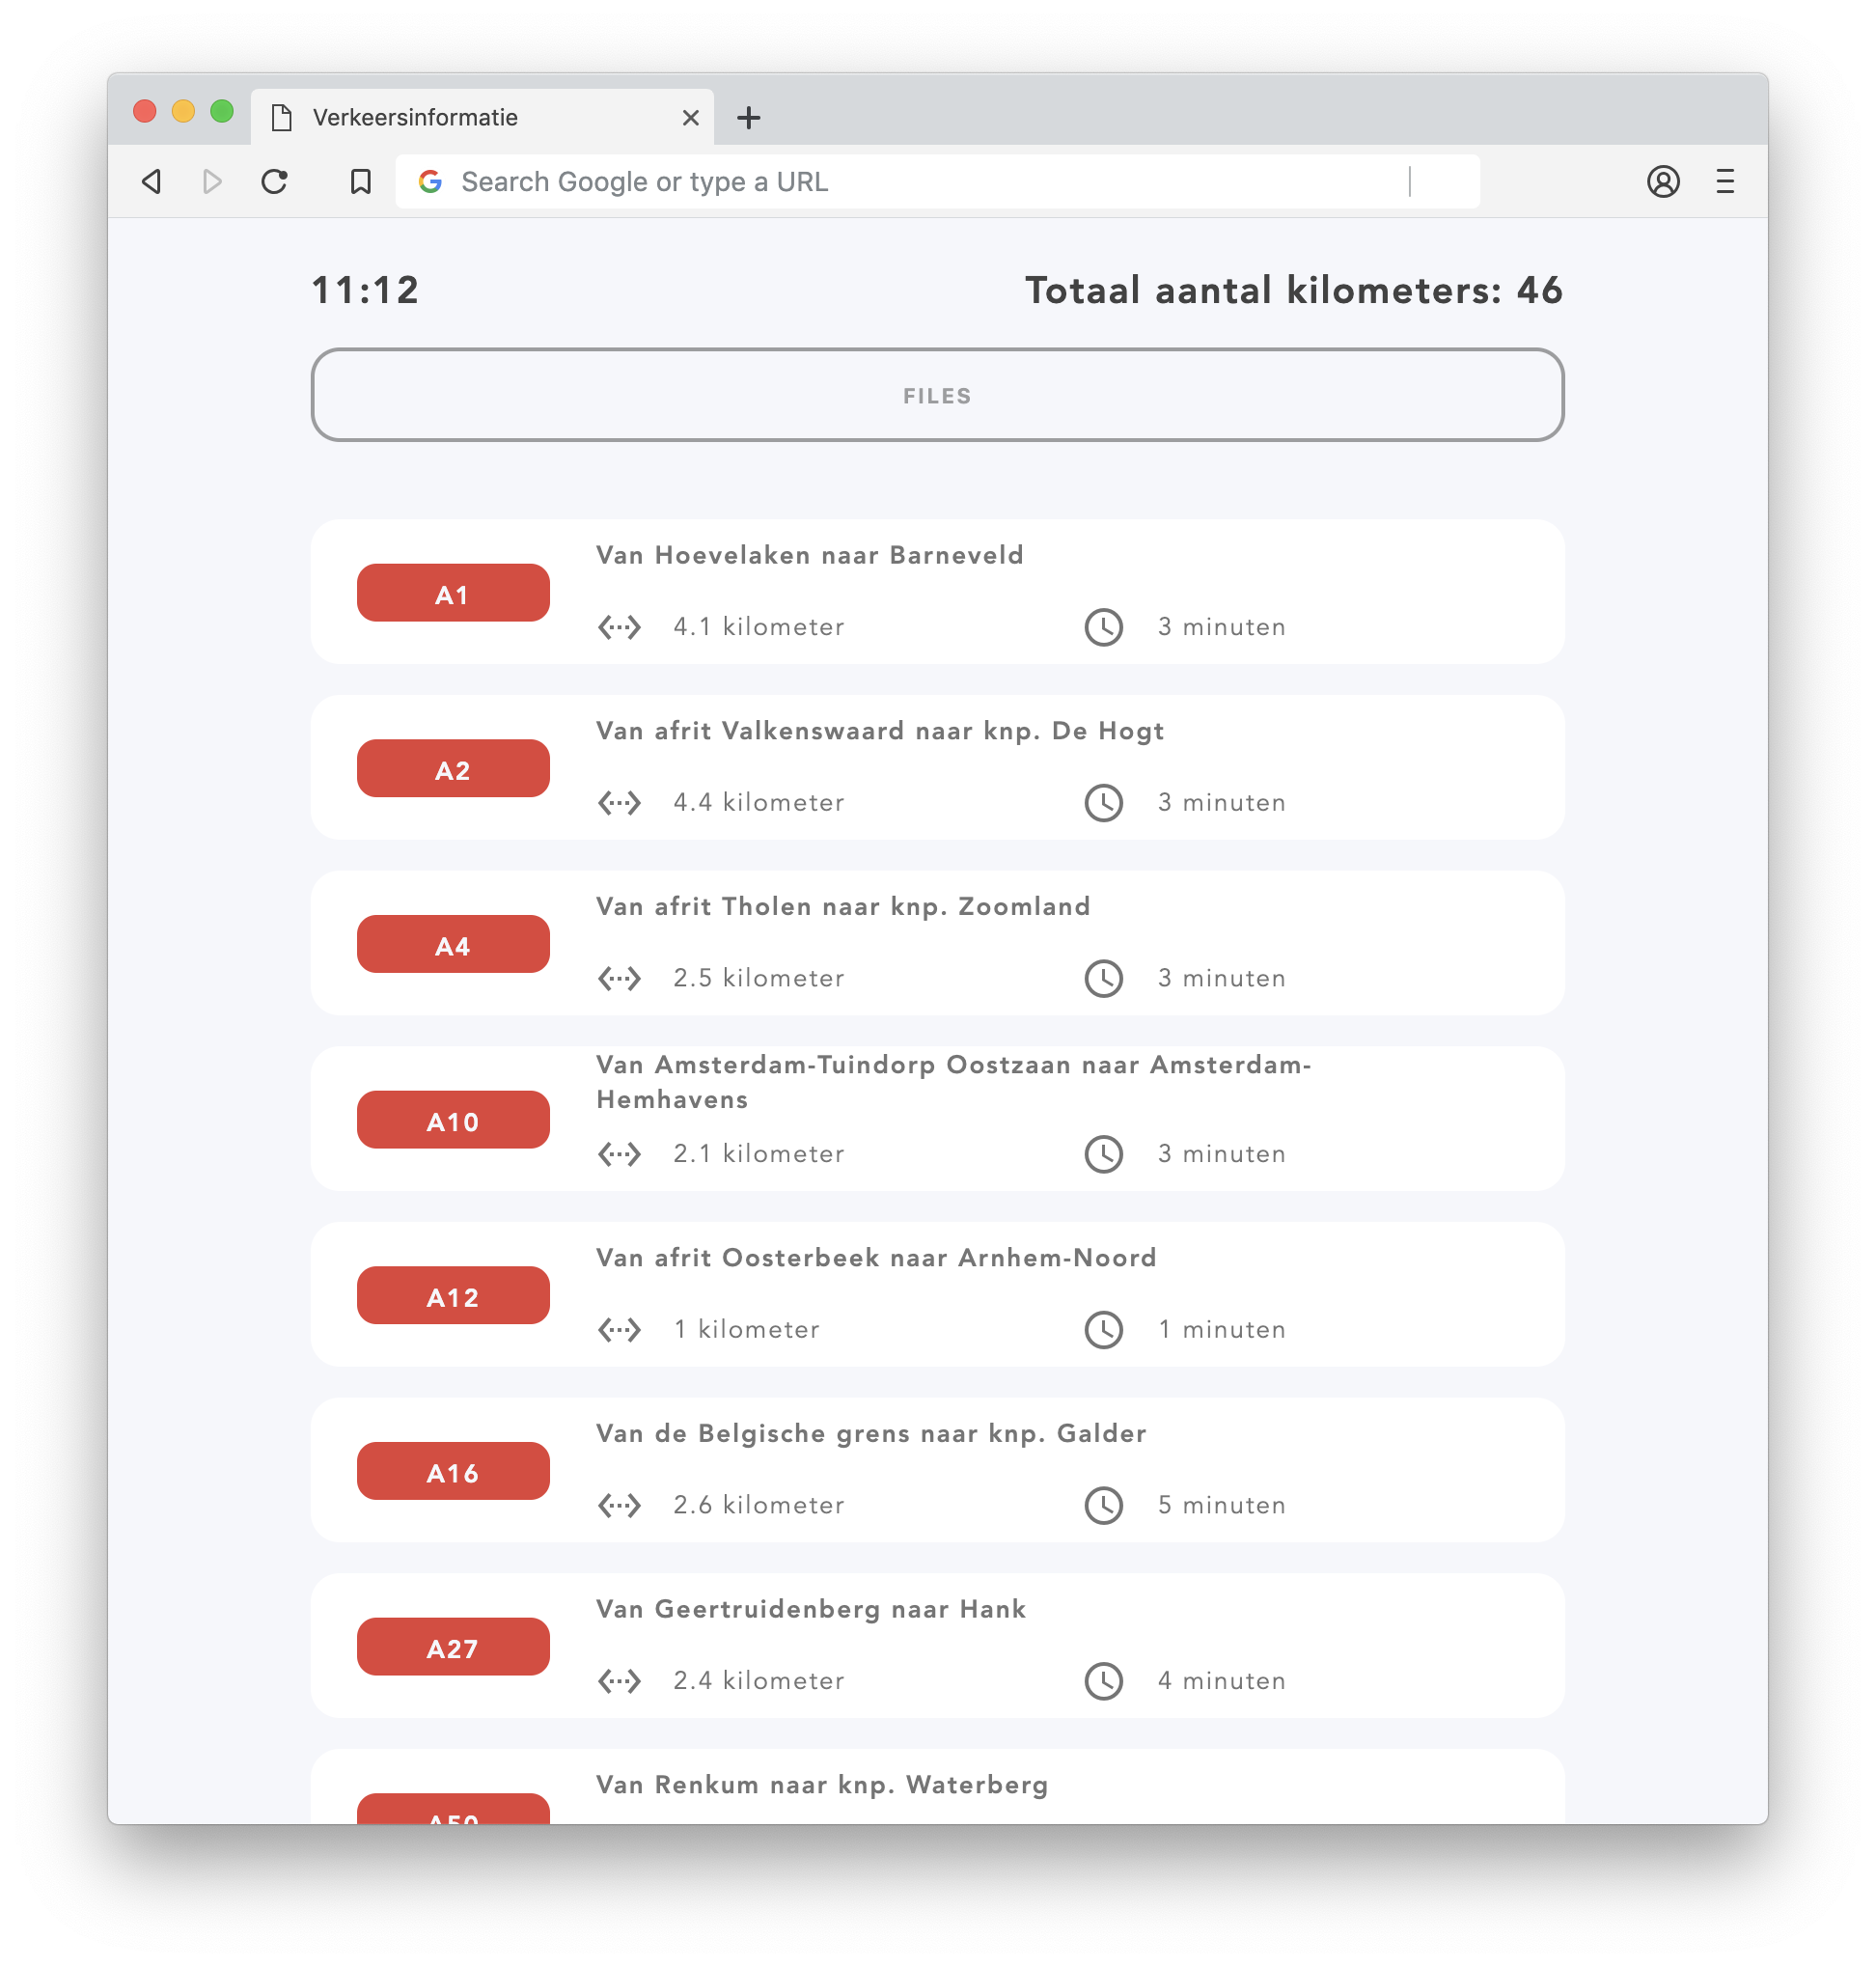 Verkeersinformatie
Search Google or type a URL
11:12
Totaal aantal kilometers: 46
FILES
Van Hoevelaken naar Barneveld
A1
4.1 kilometer
3 minuten
Van afrit Valkenswaard naar knp. De Hogt
A2
4.4 kilometer
3 minuten
Van afrit Tholen naar knp. Zoomland
A4
2.5 kilometer
3 minuten
Van Amsterdam-Tuindorp Oostzaan naar Amsterdam-
Hemhavens
A10
2.1 kilometer
3 minuten
Van afrit Oosterbeek naar Arnhem-Noord
A12
1 kilometer
1 minuten
Van de Belgische grens naar knp. Galder
A16
2.6 kilometer
5 minuten
Van Geertruidenberg naar Hank
A27
2.4 kilometer
4 minuten
Van Renkum naar knp. Waterberg
A50